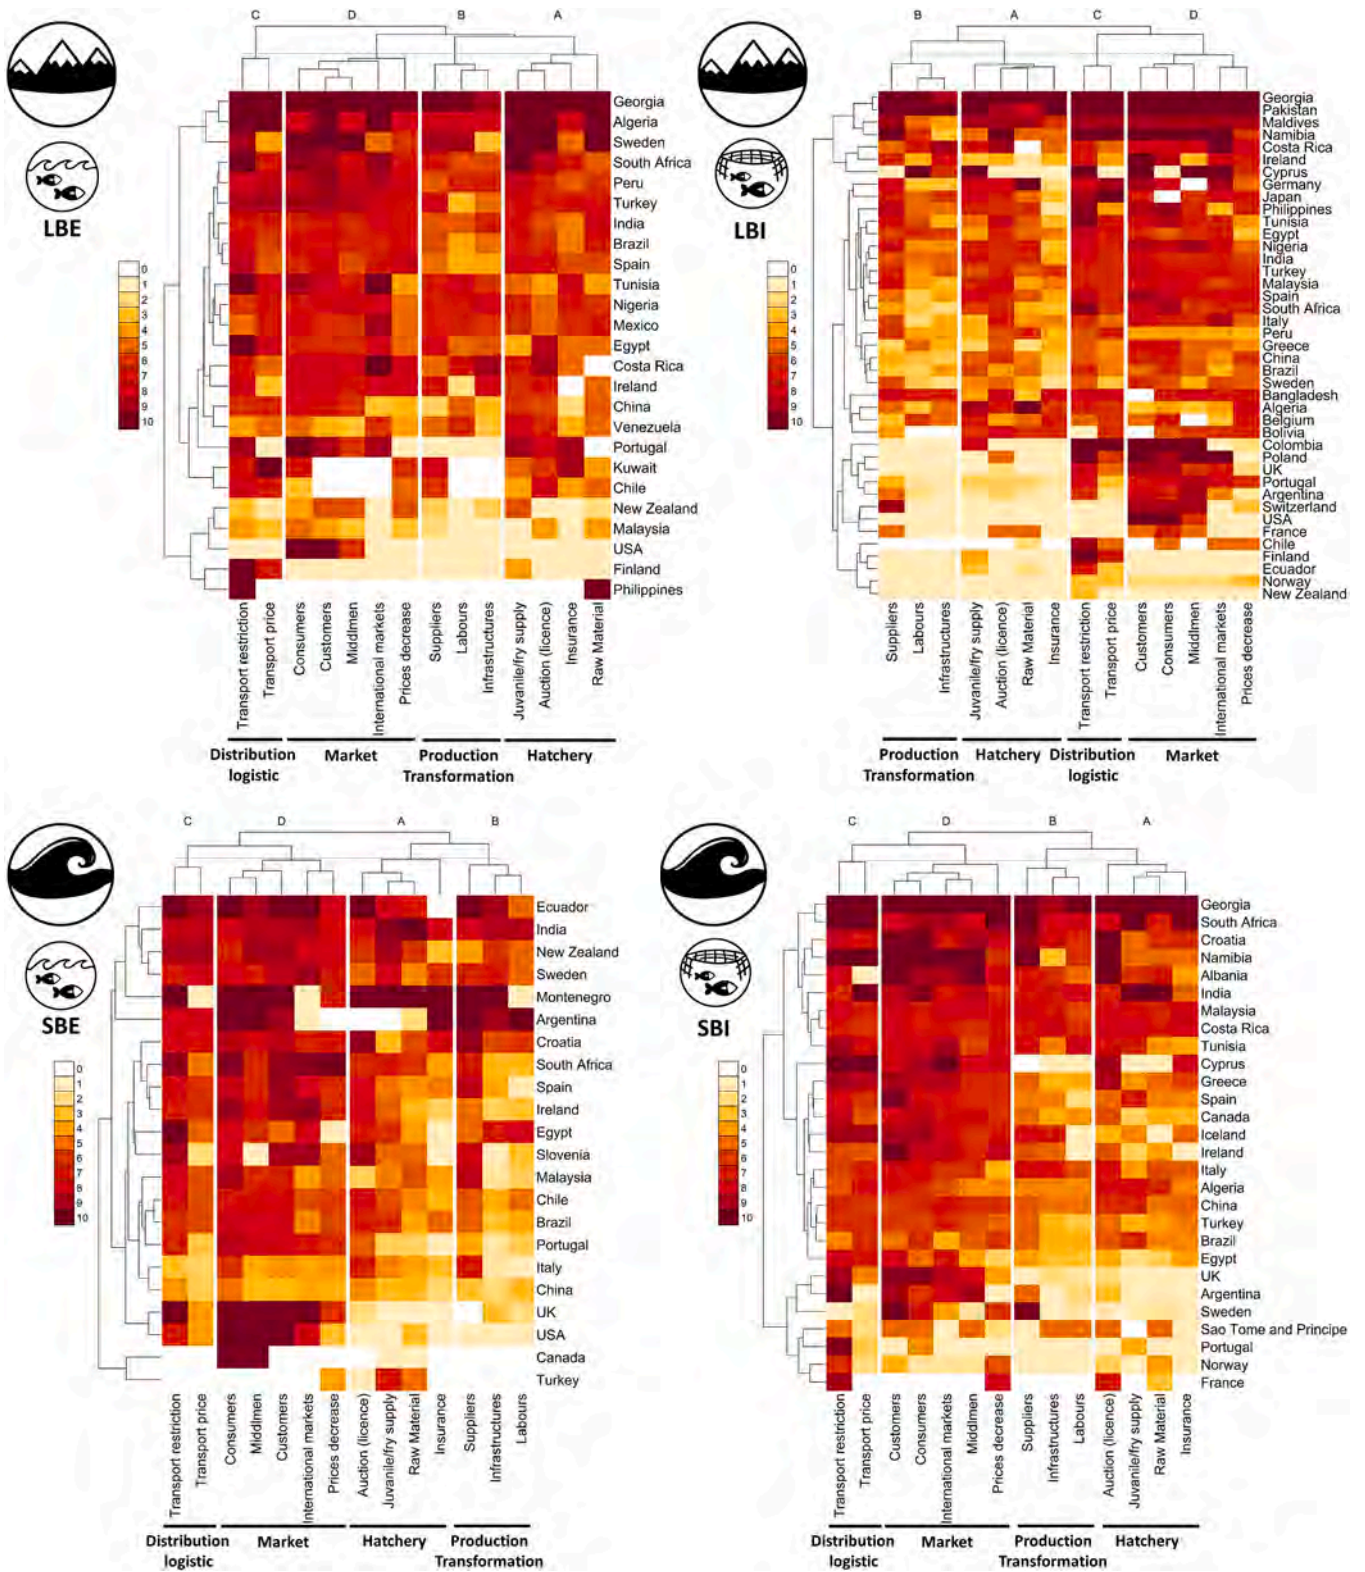 C D B A
Georgia
Algeria
Sweden
South Africa
Peru
Turkey
India
Brazil
Spain
Tunisia
Nigeria
Mexico
Egypt
Costa Rica
Ireland
China
Venezuela
Portugal
Kuwait
Chile
New Zealand
Malaysia
USA
Finland
Philippines
LBE
0
1
2
3
4
5
6
7
8
9
10
Transport restriction
Transport price
Consumers
Customers
Middlmen
International markets
Prices decrease
Suppliers
Labours
Infrastructures
Juvenile/fry supply
Auction (licence)
Insurance
Raw Material
Distribution logistic
Market
Production Transformation
Hatchery
B A C D
Georgia
Pakistan
Maldives
Namibia
Costa Rica
Ireland
Cyprus
Germany
Japan
Philippines
Tunisia
Egypt
Nigeria
India
Turkey
Malaysia
Spain
South Africa
Italy
Peru
Greece
China
Brazil
Sweden
Bangladesh
Algeria
Belgium
Bolivia
Colombia
Poland
UK
Portugal
Argentina
Switzerland
USA
France
Chile
Finland
Ecuador
Norway
New Zealand
LBI
0
1
2
3
4
5
6
7
8
9
10
Suppliers
Labours
Infrastructures
Juvenile/fry supply
Auction (licence)
Raw Material
Insurance
Transport restriction
Transport price
Customers
Consumers
Middlmen
International markets
Prices decrease
Production Transformation
Hatchery
Distribution logistic
Market
C D A B
Ecuador
India
New Zealand
Sweden
Montenegro
Argentina
Croatia
South Africa
Spain
Ireland
Egypt
Slovenia
Malaysia
Chile
Brazil
Portugal
Italy
China
UK
USA
Canada
Turkey
SBE
0
1
2
3
4
5
6
7
8
9
10
Transport restriction
Transport price
Consumers
Middlmen
Customers
International markets
Prices decrease
Auction (licence)
Juvenile/fry supply
Raw Material
Insurance
Suppliers
Infrastructures
Labours
Distribution logistic
Market
Hatchery
Production Transformation
C D B A
Georgia
South Africa
Croatia
Namibia
Albania
India
Malaysia
Costa Rica
Tunisia
Cyprus
Greece
Spain
Canada
Iceland
Ireland
Italy
Algeria
China
Turkey
Brazil
Egypt
UK
Argentina
Sweden
Sao Tome and Principe
Portugal
Norway
France
SBI
0
1
2
3
4
5
6
7
8
9
10
Transport restriction
Transport price
Customers
Consumers
International markets
Middlmen
Prices decrease
Suppliers
Infrastructures
Labours
Auction (licence)
Juvenile/fry supply
Raw Material
Insurance
Distribution logistic
Market
Production Transformation
Hatchery